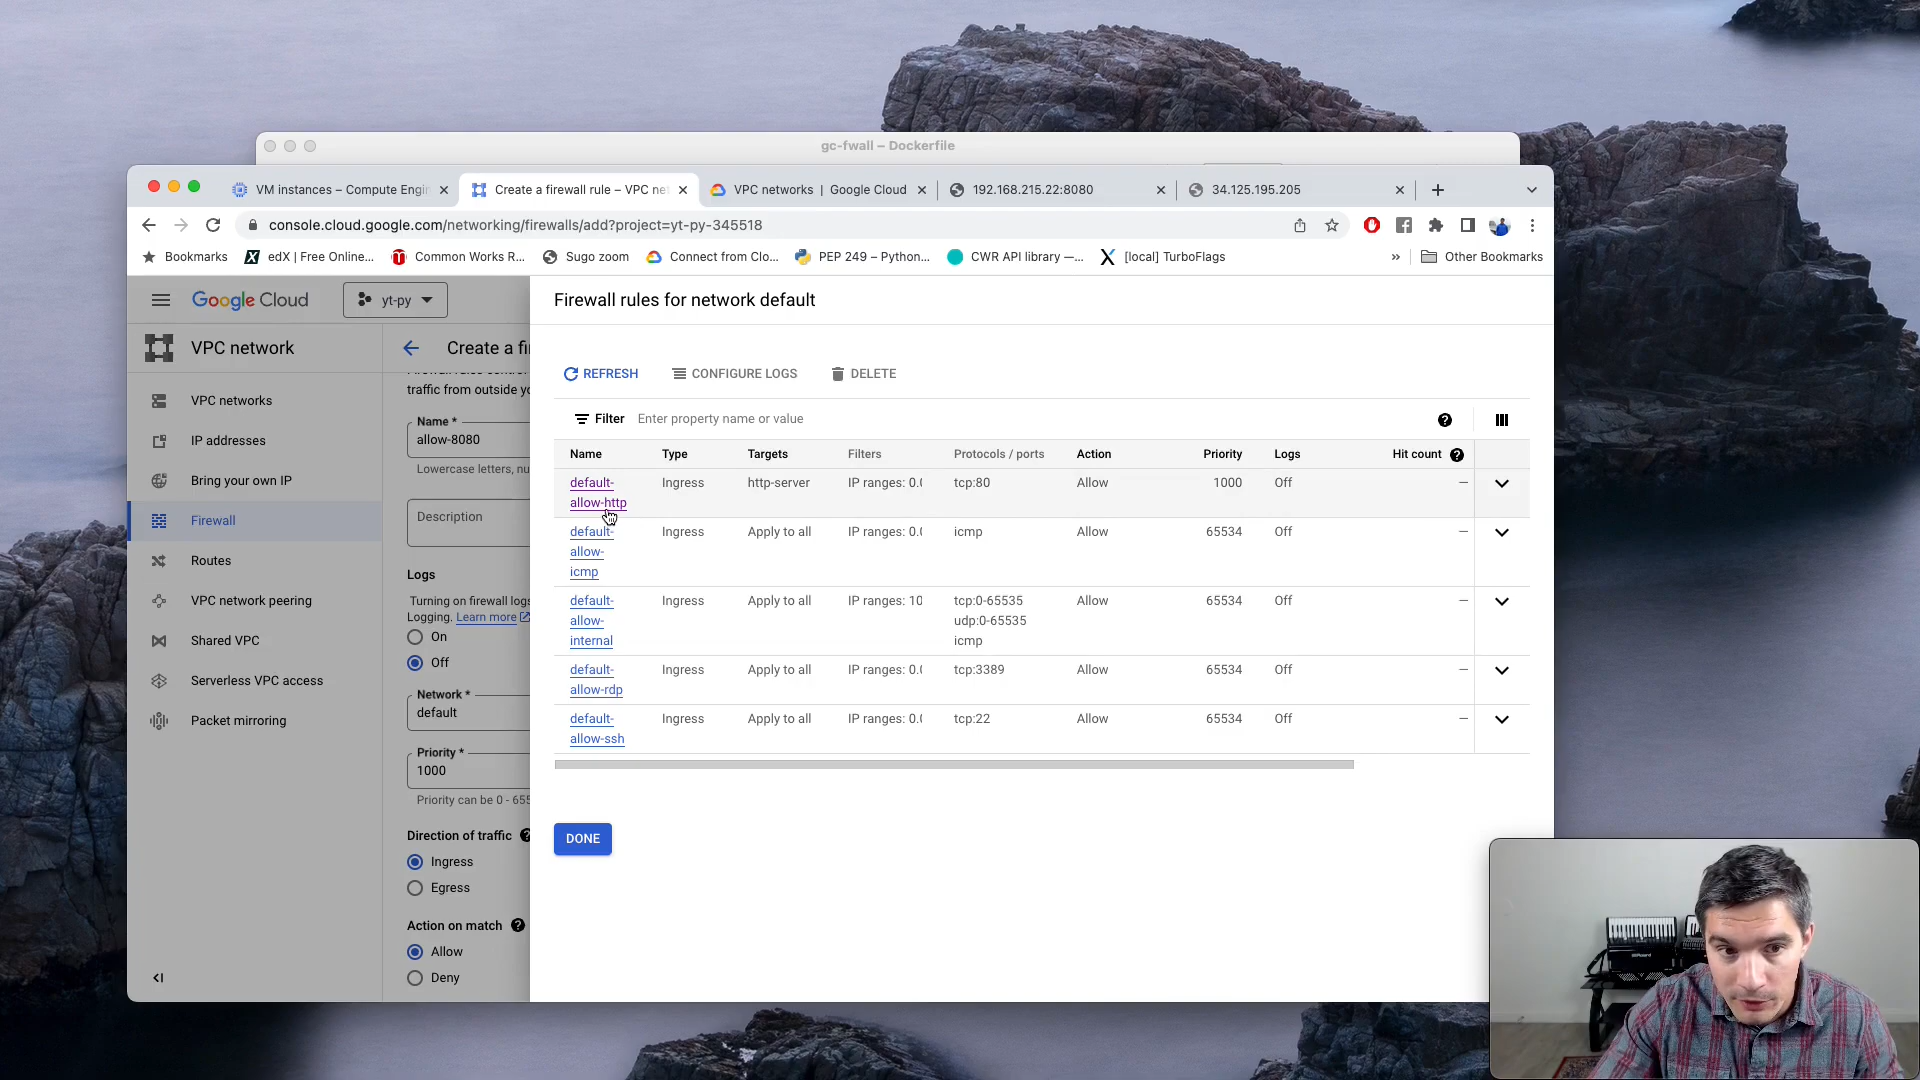 gc-fwall – Dockerfile
VM instances – Compute Engin
Create a firewall rule – VPC net
VPC networks | Google Cloud
192.168.215.22:8080
34.125.195.205
console.cloud.google.com/networking/firewalls/add?project=yt-py-345518
Bookmarks
edX | Free Online...
Common Works R...
Sugo zoom
Connect from Clo...
PEP 249 – Python...
CWR API library —...
[local] TurboFlags
»
Other Bookmarks
Google Cloud
yt-py
VPC network
VPC networks
IP addresses
Bring your own IP
Firewall
Routes
VPC network peering
Shared VPC
Serverless VPC access
Packet mirroring
Create a fi
traffic from outside yo
Name *
allow-8080
Lowercase letters, nu
Description
Logs
Turning on firewall logs
Logging. Learn more
On
Off
Network *
default
Priority *
1000
Priority can be 0 - 655
Direction of traffic
Ingress
Egress
Action on match
Allow
Deny
Firewall rules for network default
REFRESH
CONFIGURE LOGS
DELETE
Filter
Enter property name or value
Name Type Targets Filters Protocols / ports Action Priority Logs Hit count
default- Ingress http-server IP ranges: 0.( tcp:80 Allow 1000 Off —
allow-http
default- Ingress Apply to all IP ranges: 0.( icmp Allow 65534 Off —
allow-
icmp
default- Ingress Apply to all IP ranges: 10 tcp:0-65535 Allow 65534 Off —
allow- udp:0-65535
internal icmp
default- Ingress Apply to all IP ranges: 0.( tcp:3389 Allow 65534 Off —
allow-rdp
default- Ingress Apply to all IP ranges: 0.( tcp:22 Allow 65534 Off —
allow-ssh
DONE
Roland